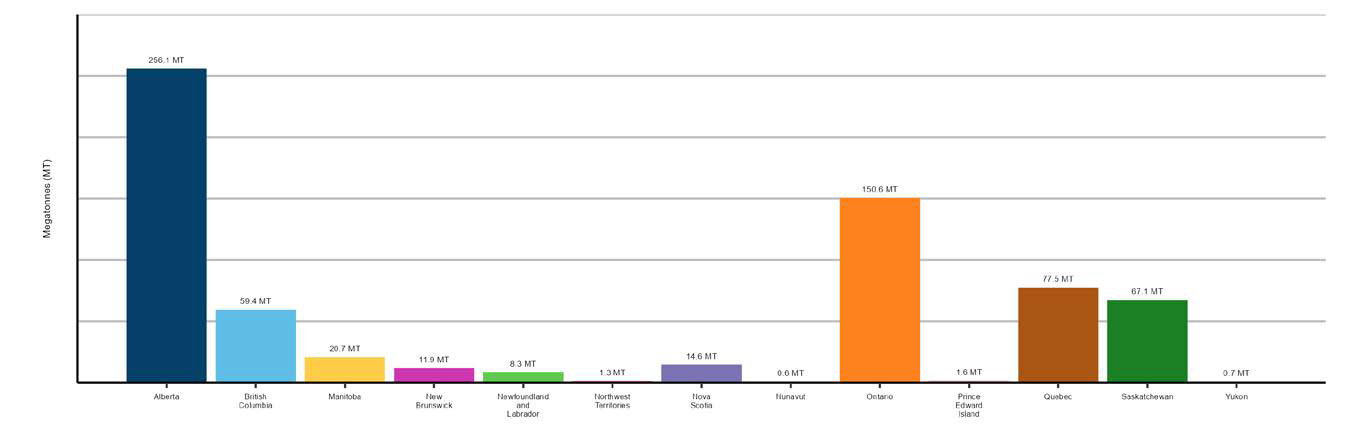 256.1 MT
150.6 MT
77.5 MT
67.1 MT
59.4 MT
20.7 MT
14.6 MT
11.9 MT
8.3 MT
1.3 MT
0.6 MT
1.6 MT
0.7 MT
Megatonnes (MT)
Alberta
British
Columbia
Manitoba
New
Brunswick
Newfoundland
and
Labrador
Northwest
Territories
Nova
Scotia
Nunavut
Ontario
Prince
Edward
Island
Quebec
Saskatchewan
Yukon